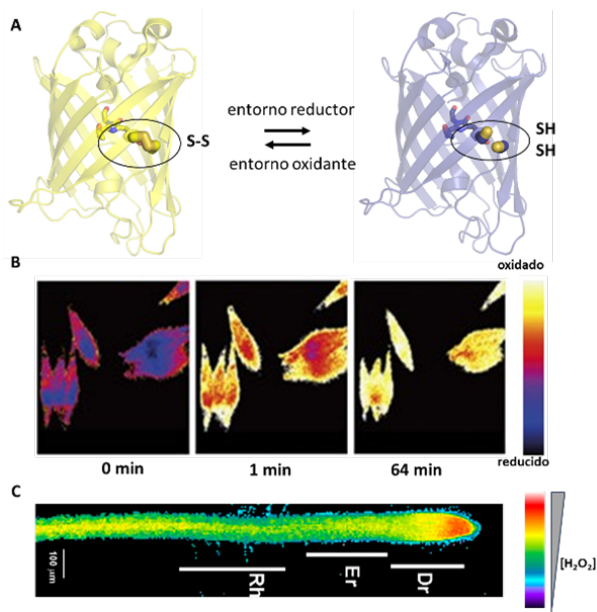 A
S-S
entorno reductor
entorno oxidante
SH
SH
B
oxidado
reducido
0 min
1 min
64 min
C
100 µm
Rh
Er
Dr
[H₂O₂]